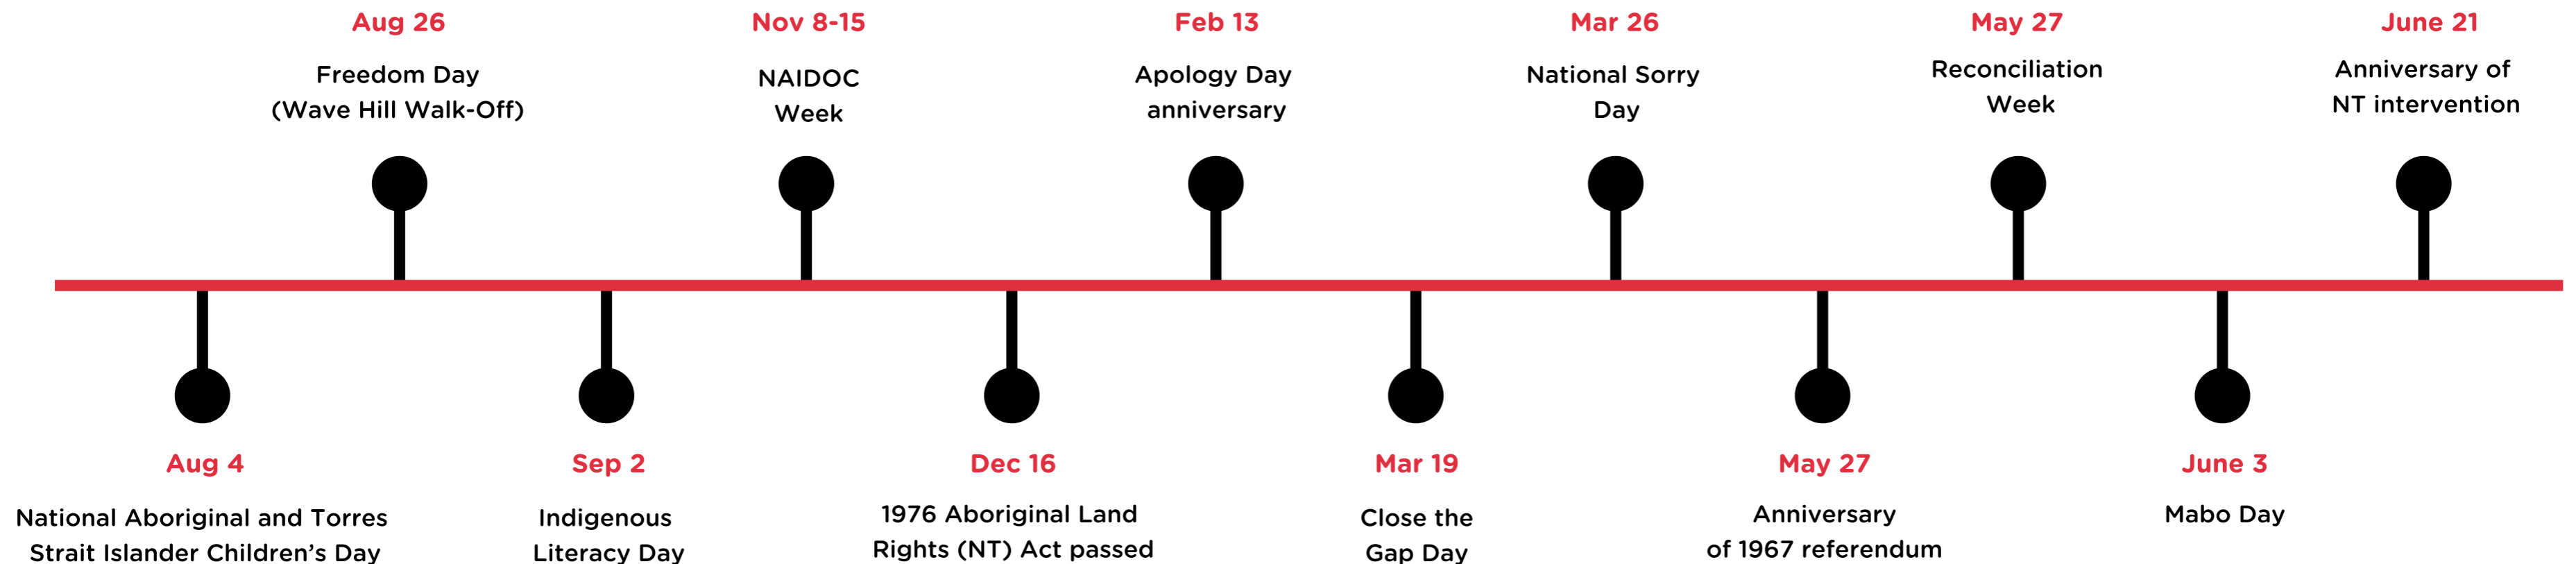 Aug 26
Freedom Day
(Wave Hill Walk-Off)
Nov 8-15
NAIDOC
Week
Feb 13
Apology Day
anniversary
Mar 26
National Sorry
Day
May 27
Reconciliation
Week
June 21
Anniversary of
NT intervention
Aug 4
National Aboriginal and Torres
Strait Islander Children’s Day
Sep 2
Indigenous
Literacy Day
Dec 16
1976 Aboriginal Land
Rights (NT) Act passed
Mar 19
Close the
Gap Day
May 27
Anniversary
of 1967 referendum
June 3
Mabo Day